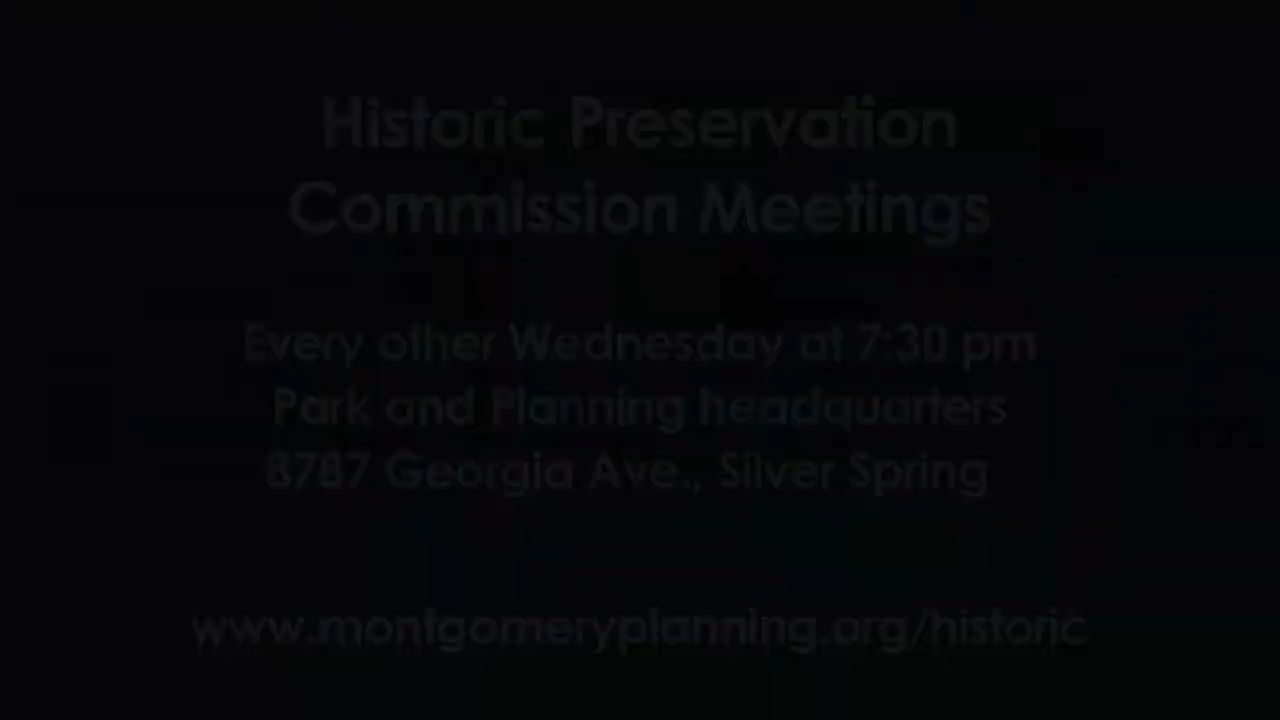 Historic Preservation
Commission Meetings
Every other Wednesday at 7:30 pm
Park and Planning headquarters
8787 Georgia Ave., Silver Spring
www.montgomeryplanning.org/historic